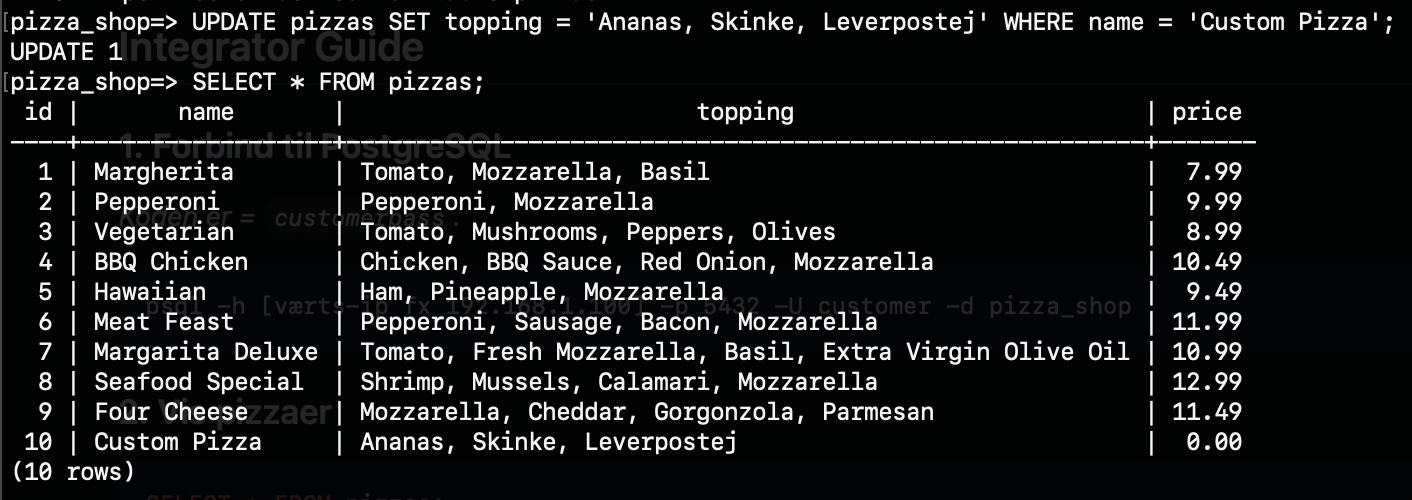 [pizza_shop=> UPDATE pizzas SET topping = 'Ananas, Skinke, Leverpostej' WHERE name = 'Custom Pizza';
Integrator Guide
UPDATE 1
[pizza_shop=> SELECT * FROM pizzas;
id | name | topping | price
1. Forbind til PostgreSQL
----+------------------+--------------------------------------------------------+-------
1 | Margherita | Tomato, Mozzarella, Basil | 7.99
2 | Pepperoni | Pepperoni, Mozzarella | 9.99
Koden er = customerpass.
3 | Vegetarian | Tomato, Mushrooms, Peppers, Olives | 8.99
4 | BBQ Chicken | Chicken, BBQ Sauce, Red Onion, Mozzarella | 10.49
5 | Hawaiian | Ham, Pineapple, Mozzarella | 9.49
psql -h [værts-ip fx 192.168.1.100] -p 5432 -U customer -d pizza_shop
6 | Meat Feast | Pepperoni, Sausage, Bacon, Mozzarella | 11.99
7 | Margarita Deluxe | Tomato, Fresh Mozzarella, Basil, Extra Virgin Olive Oil | 10.99
8 | Seafood Special | Shrimp, Mussels, Calamari, Mozzarella | 12.99
9 | Four Cheese | Mozzarella, Cheddar, Gorgonzola, Parmesan | 11.49
2. Vis pizzaer
10 | Custom Pizza | Ananas, Skinke, Leverpostej | 0.00
(10 rows)
SELECT * FROM pizzas;